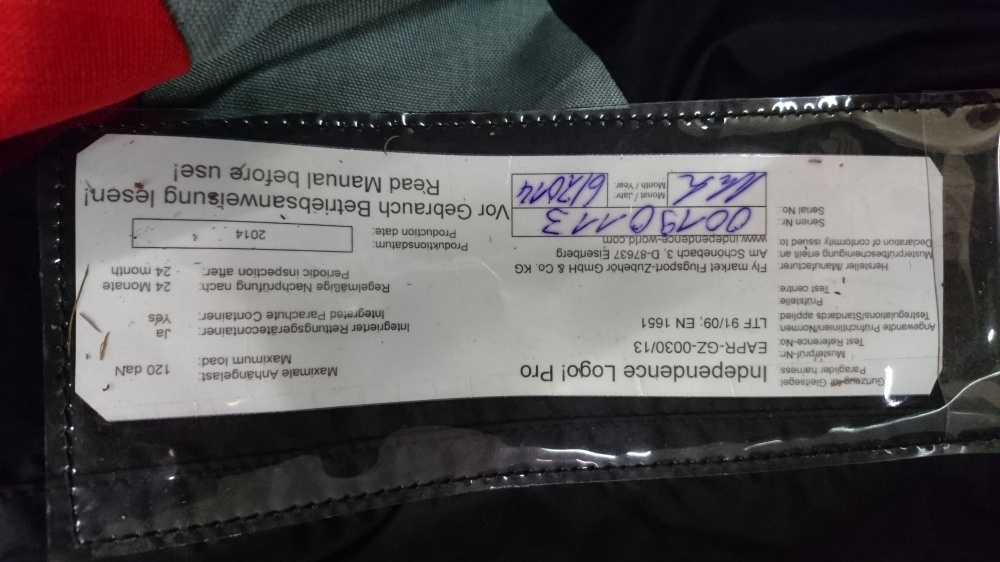 Gurtzeug für Gleitsegel
Paraglider harness: Independence Logo! Pro
Musterprüf-Nr:
Test Reference-No: EAPR-GZ-0030/13
Angewandte Prüfrichtlinien/Normen:
Testregulations/Standards applied: LTF 91/09, EN 1651
Prüfstelle
Test centre
Hersteller /Manufacturer Fly market Flugsport-Zubehör GmbH & Co. KG
Musterprüfbescheinigung erteilt an: Am Schönebach 3, D-87637 Eisenberg
Declaration of conformity issued to www.independence-world.com
Serien Nr.
Serial No. 00190113
Monat / Jahr
Month / Year 6/2014
Maximale Anhängelast:
Maximum load: 120 daN
Integrierter Rettungsgerätecontainer: Ja
Integrated Parachute Container: Yes
Regelmäßige Nachprüfung nach: 24 Monate
Periodic inspection after: 24 month
Produktionsdatum:
Production date: 2014
Vor Gebrauch Betriebsanweisung lesen!
Read Manual before use!